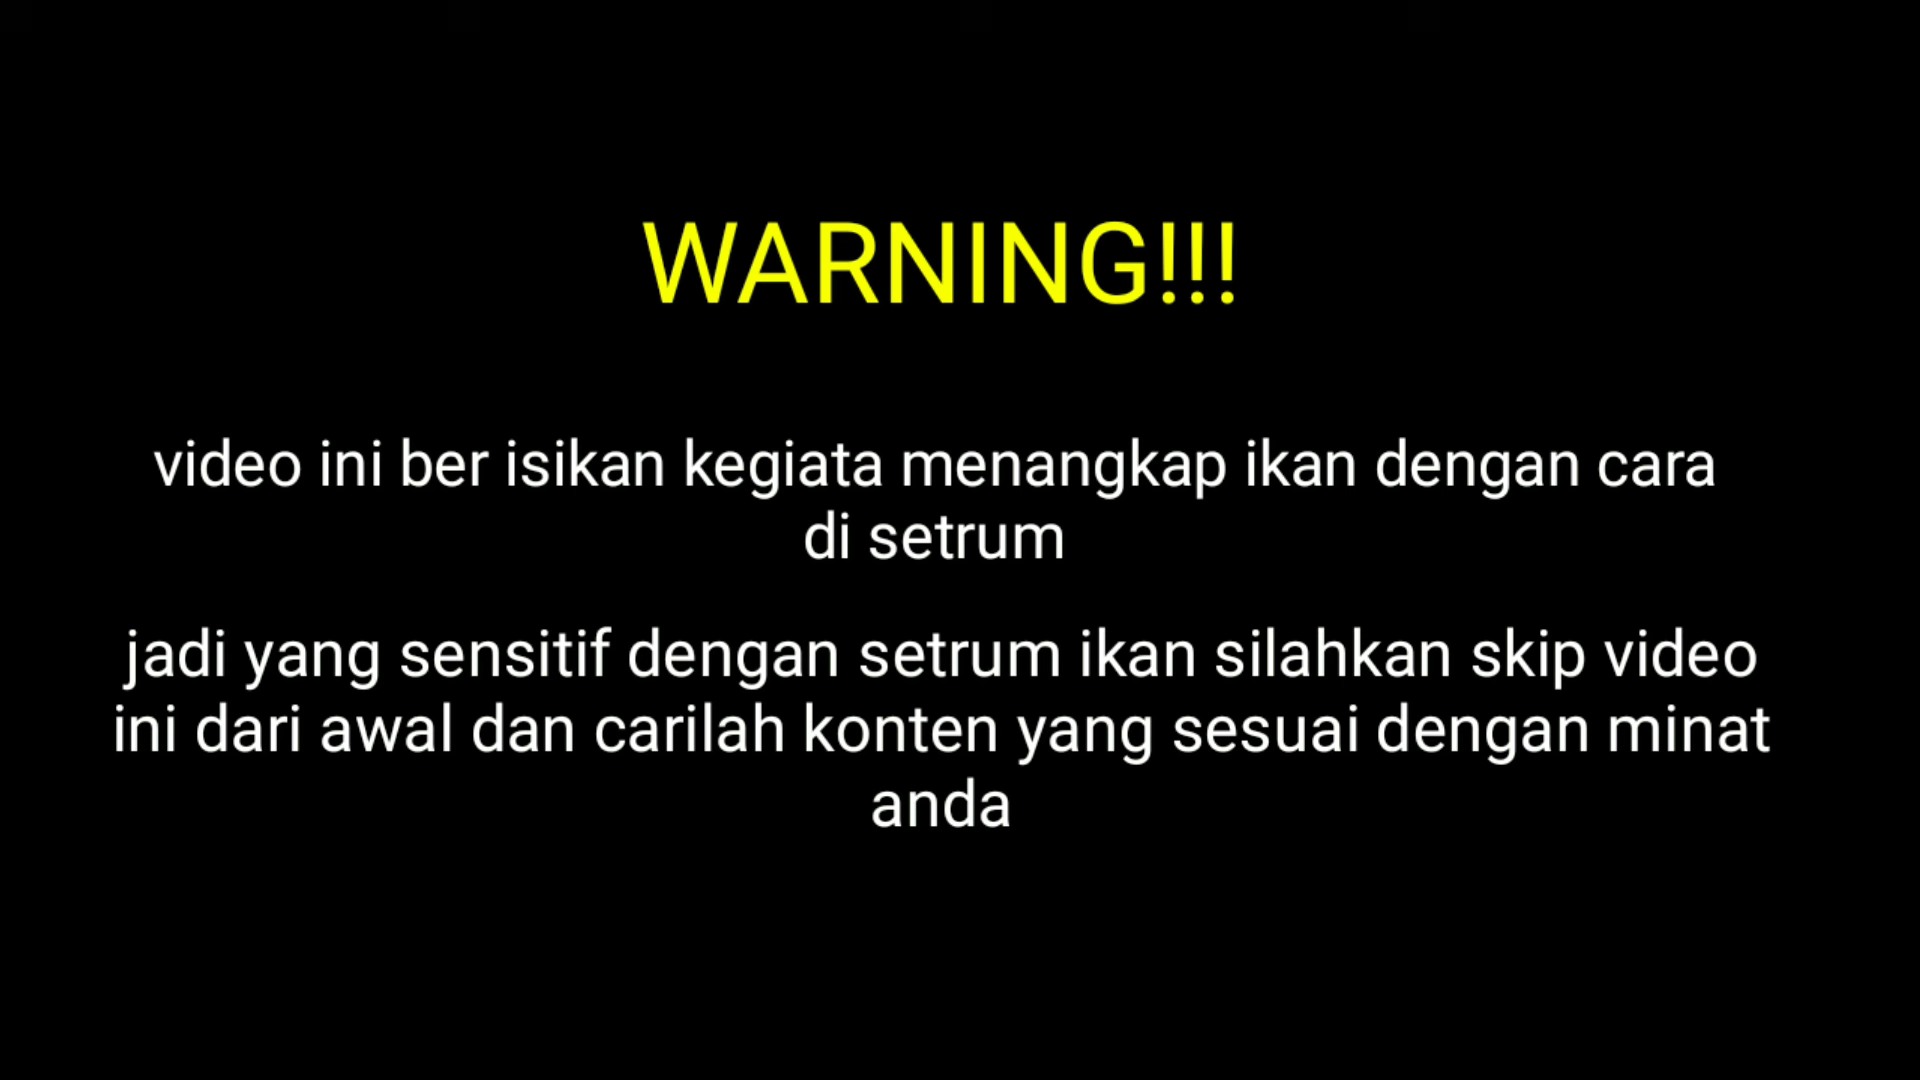 WARNING!!!
video ini ber isikan kegiata menangkap ikan dengan cara
di setrum
jadi yang sensitif dengan setrum ikan silahkan skip video
ini dari awal dan carilah konten yang sesuai dengan minat
anda